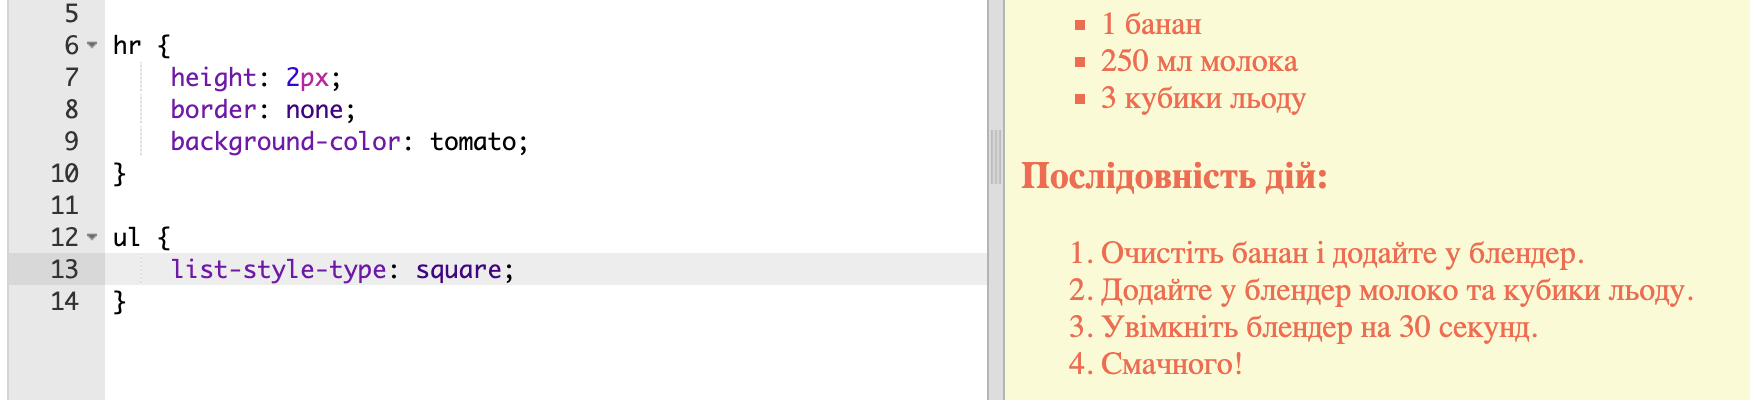 5
6 hr {
7 height: 2px;
8 border: none;
9 background-color: tomato;
10 }
11
12 ul {
13 list-style-type: square;
14 }
1 банан
250 мл молока
3 кубики льоду
Послідовність дій:
1. Очистіть банан і додайте у блендер.
2. Додайте у блендер молоко та кубики льоду.
3. Увімкніть блендер на 30 секунд.
4. Смачного!